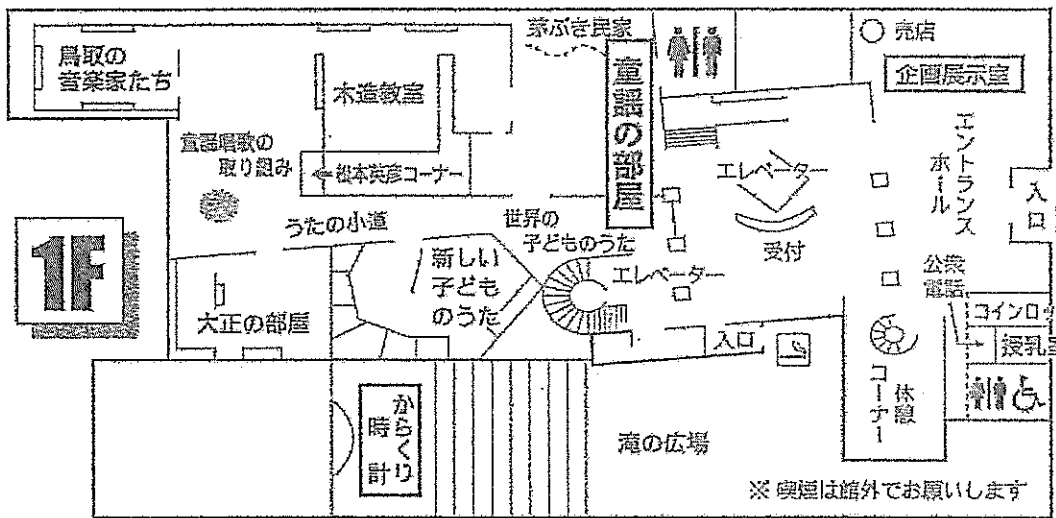 鳥取の
音楽家たち
木造教室
茅ぶき民家
童謡の部屋
売店
企画展示室
童謡唱歌の
取り組み
松本英彦コーナー
エレベーター
エントランス
ホール
入口
うたの小道
世界の
子どものうた
受付
1F
新しい
子ども
のうた
エレベーター
公衆
電話
大正の部屋
コインロ
入口
授乳室
休憩
コーナー
からくり
時計
滝の広場
※ 喫煙は館外でお願いします